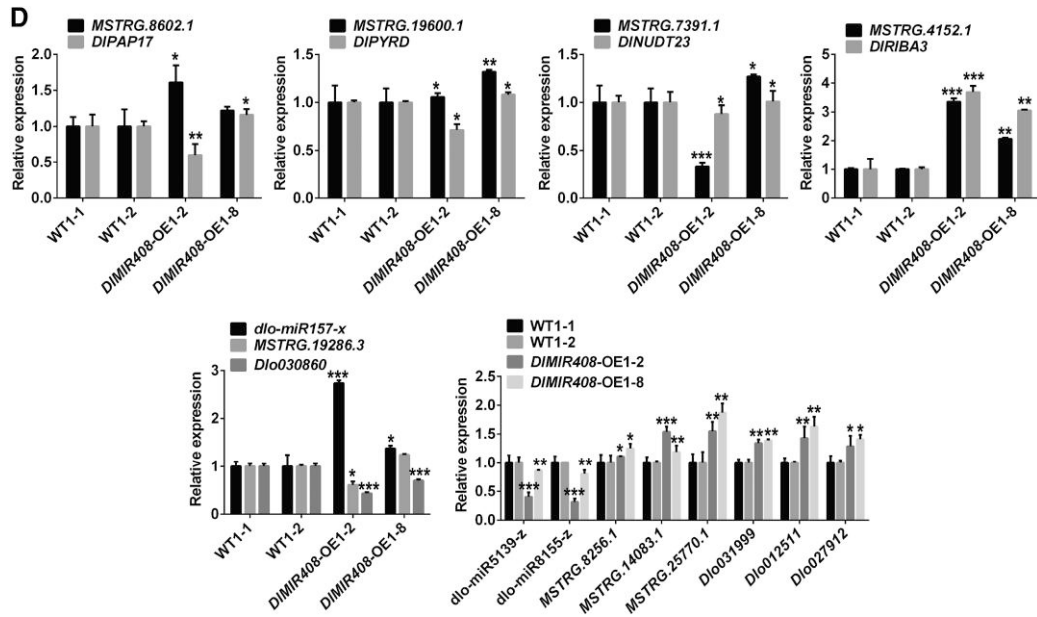 D
MSTRG.8602.1
DlPAP17
Relative expression
2.0
1.5
1.0
0.5
0.0
*
**
*
WT1-1
WT1-2
DlMIR408-OE1-2
DlMIR408-OE1-8
MSTRG.19600.1
DlPYRD
Relative expression
1.5
1.0
0.5
0.0
*
*
**
*
WT1-1
WT1-2
DlMIR408-OE1-2
DlMIR408-OE1-8
MSTRG.7391.1
DlNUDT23
Relative expression
1.5
1.0
0.5
0.0
***
*
*
*
WT1-1
WT1-2
DlMIR408-OE1-2
DlMIR408-OE1-8
MSTRG.4152.1
DlRIBA3
Relative expression
5
4
3
2
1
0
***
***
**
**
WT1-1
WT1-2
DlMIR408-OE1-2
DlMIR408-OE1-8
dlo-miR157-x
MSTRG.19286.3
Dlo030860
Relative expression
3
2
1
0
***
*
***
*
***
WT1-1
WT1-2
DlMIR408-OE1-2
DlMIR408-OE1-8
WT1-1
WT1-2
DlMIR408-OE1-2
DlMIR408-OE1-8
Relative expression
2.5
2.0
1.5
1.0
0.5
0.0
***
**
***
**
*
*
***
**
**
**
**
**
**
**
*
*
dlo-miR5139-z
dlo-miR8155-z
MSTRG.8256.1
MSTRG.14083.1
MSTRG.25770.1
Dlo031999
Dlo012511
Dlo027912